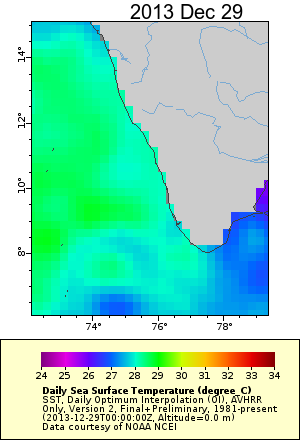 2013 Dec 29
14°
12°
10°
8°
74° 76° 78°
24 25 26 27 28 29 30 31 32 33 34
Daily Sea Surface Temperature (degree_C)
SST, Daily Optimum Interpolation (OI), AVHRR
Only, Version 2, Final+Preliminary, 1981-present
(2013-12-29T00:00:00Z, Altitude=0.0 m)
Data courtesy of NOAA NCEI